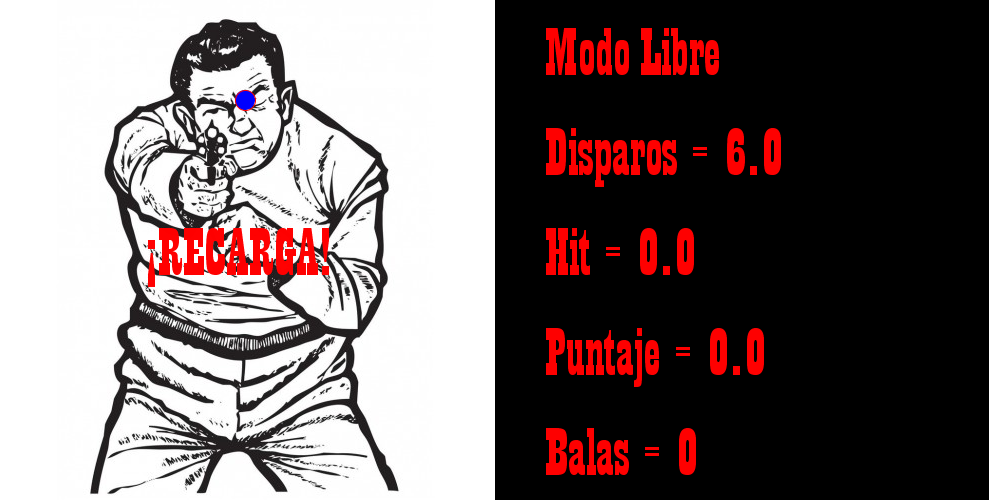 ¡RECARGA!
Modo Libre
Disparos = 6.0
Hit = 0.0
Puntaje = 0.0
Balas = 0